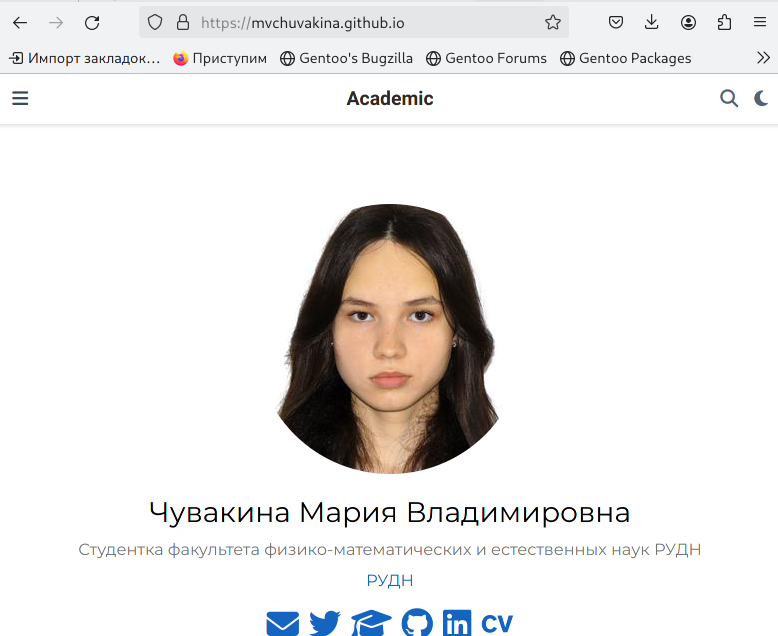 https://mvchuvakina.github.io
Импорт закладок… Приступим Gentoo's Bugzilla Gentoo Forums Gentoo Packages
Academic
Чувакина Мария Владимировна
Студентка факультета физико-математических и естественных наук РУДН
РУДН
CV